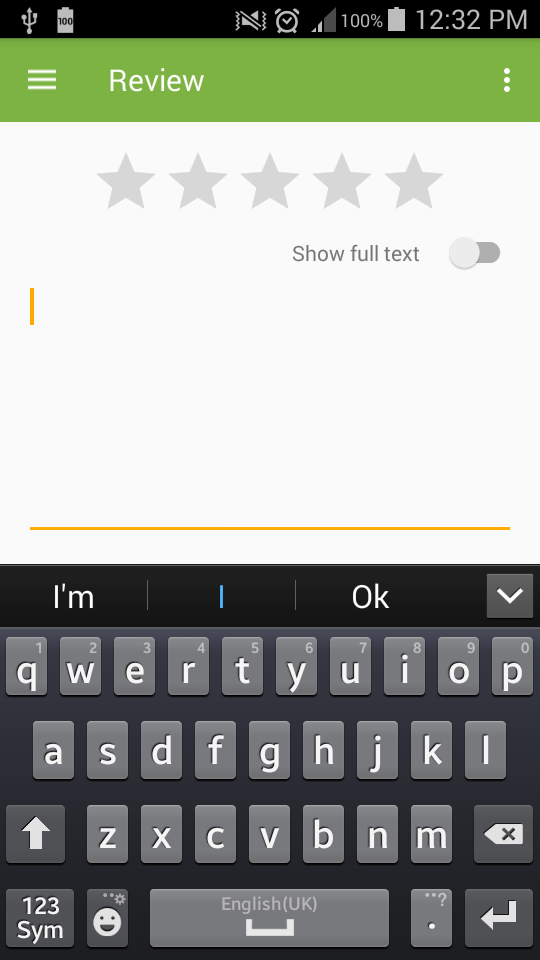 100 100% 12:32 PM
Review
Show full text
I'm I Ok
1 2 3 4 5 6 7 8 9 0
q w e r t y u i o p
a s d f g h j k l
z x c v b n m
123 English(UK) ?
Sym .